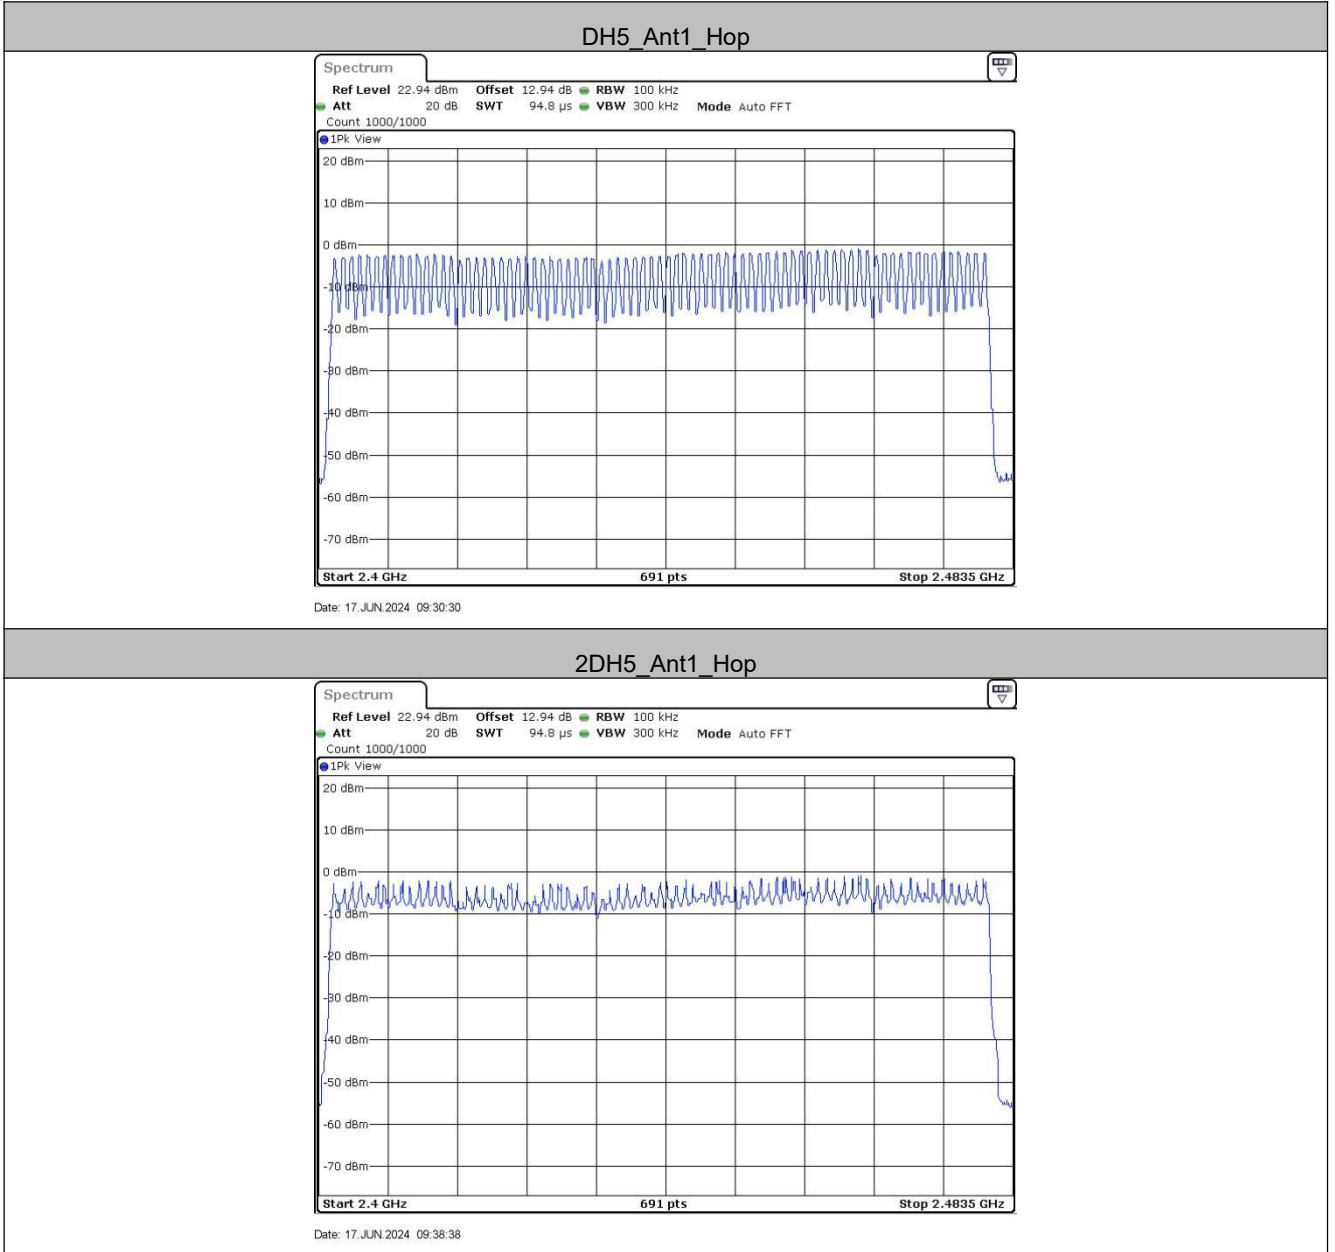 DH5_Ant1_Hop
Spectrum
Ref Level 22.94 dBm Offset 12.94 dB RBW 100 kHz
Att 20 dB SWT 94.8 µs VBW 300 kHz Mode Auto FFT
Count 1000/1000
1Pk View
20 dBm
10 dBm
0 dBm
-10 dBm
-20 dBm
-30 dBm
-40 dBm
-50 dBm
-60 dBm
-70 dBm
Start 2.4 GHz 691 pts Stop 2.4835 GHz
Date: 17.JUN.2024 09:30:30
2DH5_Ant1_Hop
Spectrum
Ref Level 22.94 dBm Offset 12.94 dB RBW 100 kHz
Att 20 dB SWT 94.8 µs VBW 300 kHz Mode Auto FFT
Count 1000/1000
1Pk View
20 dBm
10 dBm
0 dBm
-10 dBm
-20 dBm
-30 dBm
-40 dBm
-50 dBm
-60 dBm
-70 dBm
Start 2.4 GHz 691 pts Stop 2.4835 GHz
Date: 17.JUN.2024 09:38:38